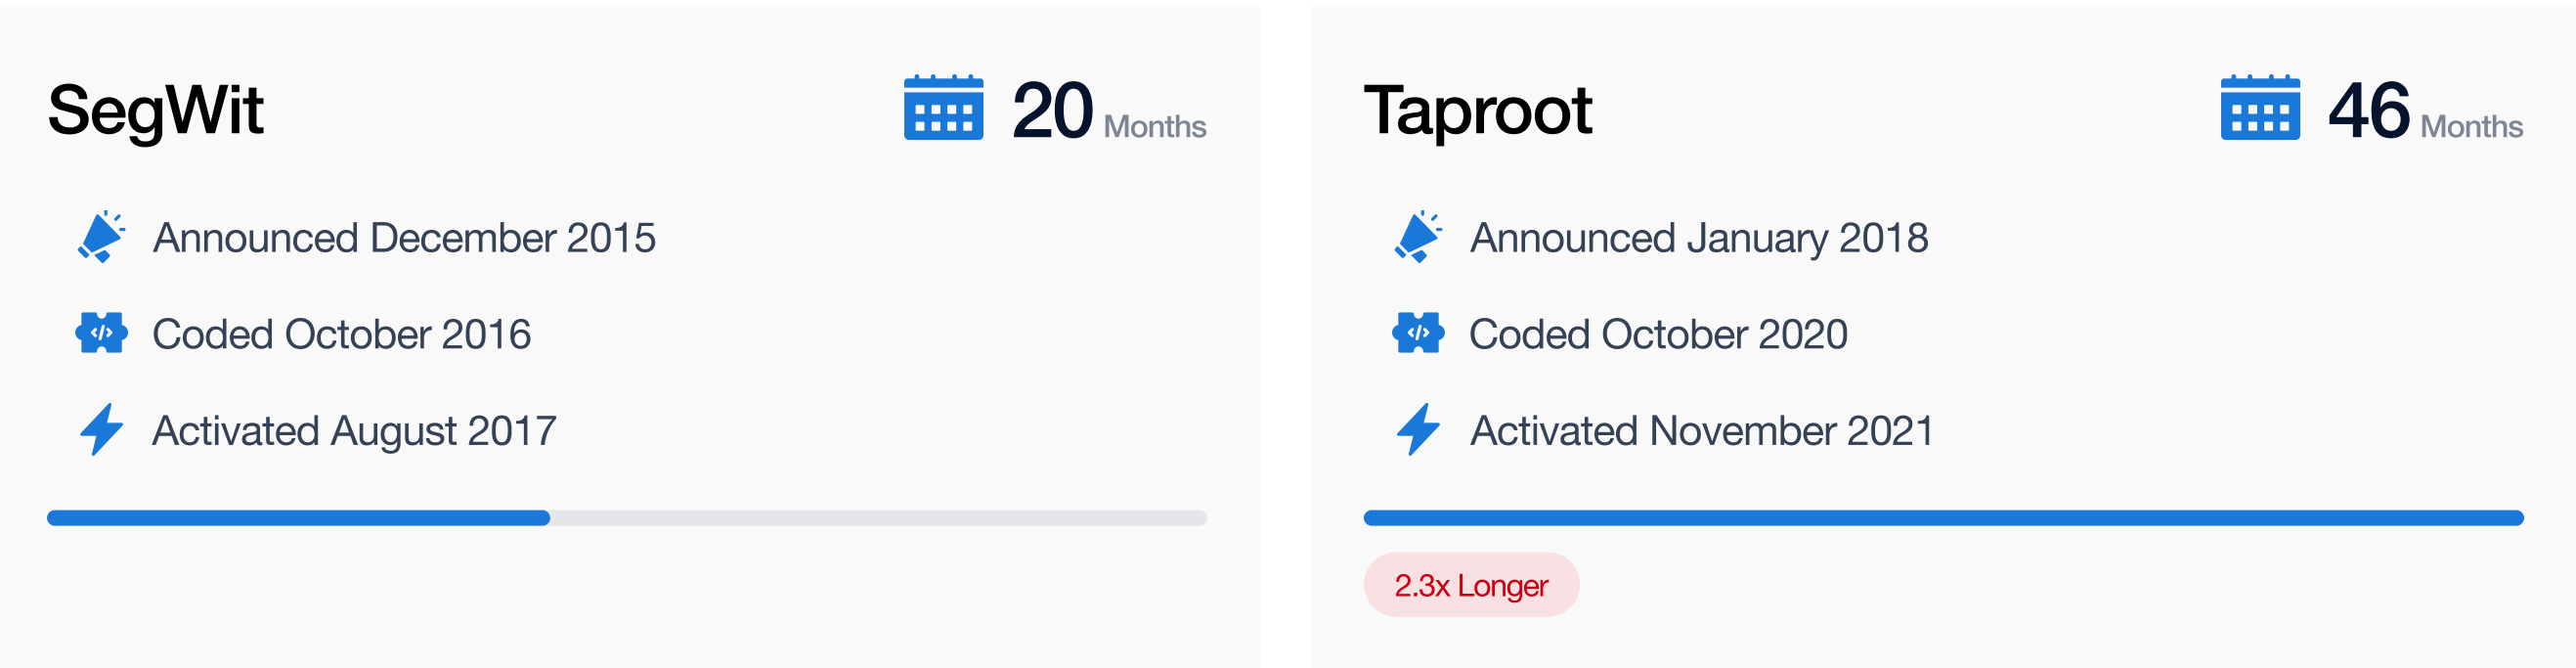 SegWit
20 Months
Announced December 2015
Coded October 2016
Activated August 2017
Taproot
46 Months
Announced January 2018
Coded October 2020
Activated November 2021
2.3x Longer